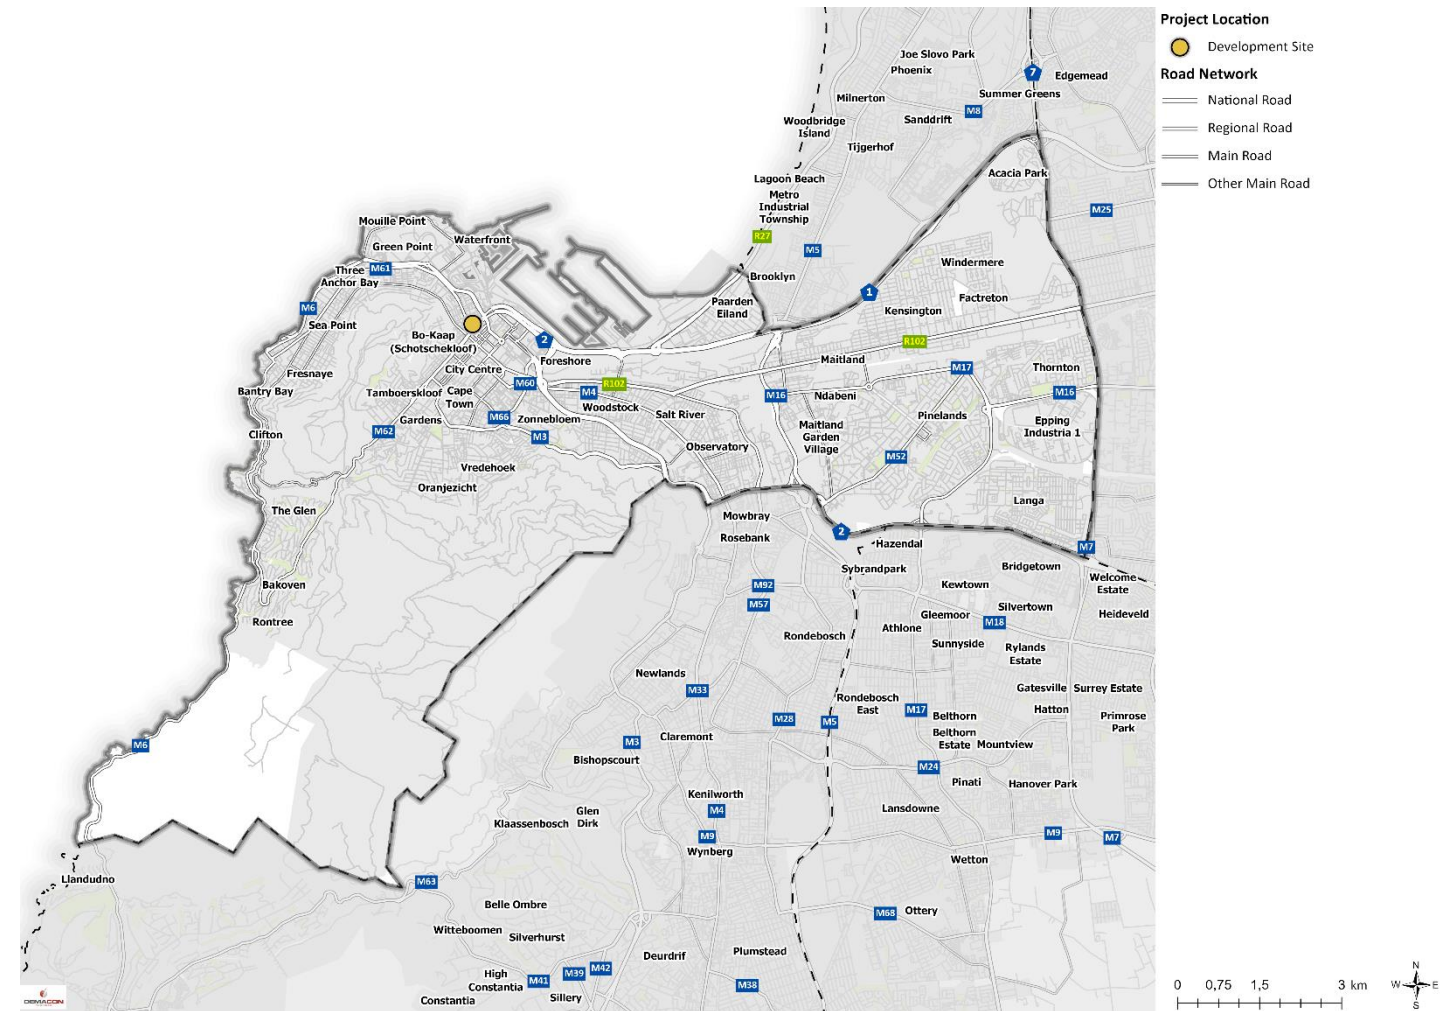 Project Location
Development Site
Road Network
National Road
Regional Road
Main Road
Other Main Road
Joe Slovo Park
Phoenix
7
Edgemead
Summer Greens
Milnerton
M8
Sanddrift
Woodbridge
Island
Tijgerhof
Acacia Park
Lagoon Beach
Metro
Industrial
Township
M25
Mouille Point
R27
Waterfront
Green Point
M5
Windermere
Three
Anchor Bay
M61
Brooklyn
1
Factreton
Paarden
Eiland
Kensington
M6
Sea Point
Bo-Kaap
(Schotschekloof)
2
R102
Foreshore
Maitland
City Centre
M17
Thornton
Fresnaye
M60
R102
Bantry Bay
Tamboerskloof
Cape
Town
M4
M16
Ndabeni
M16
Woodstock
Salt River
Pinelands
Gardens
M66
Zonnebloem
Epping
Industria 1
M62
M3
Maitland
Garden
Village
Clifton
Observatory
M52
Vredehoek
Oranjezicht
Langa
The Glen
Mowbray
2
Rosebank
Hazendal
M7
Sybrandpark
Bridgetown
Welcome
Estate
Bakoven
M92
Kewtown
M57
Silvertown
Heideveld
Gleemoor
Rontree
M18
Athlone
Rondebosch
Sunnyside
Rylands
Estate
Newlands
M33
Gatesville
Surrey Estate
Rondebosch
East
M17
Hatton
Belthorn
Primrose
Park
M28
M5
Belthorn
Estate
Claremont
M3
Mountview
M6
Bishopscourt
M24
Pinati
Hanover Park
Kenilworth
Lansdowne
M4
Glen
Dirk
Klaassenbosch
M9
M9
M7
Wynberg
Wetton
Llandudno
M63
Belle Ombre
M68
Ottery
Witteboomen
Silverhurst
Plumstead
Deurdrif
High
Constantia
M41
M39
M42
M38
Sillery
Constantia
DEMACON
0
0,75
1,5
3 km
N
W
E
S